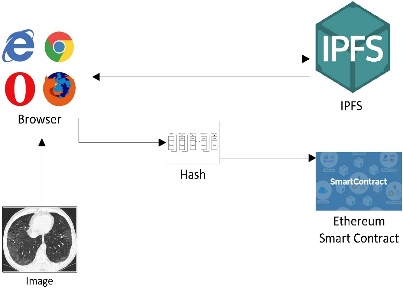 IPFS
IPFS
Browser
Hash
SmartContract
Ethereum
Smart Contract
Image